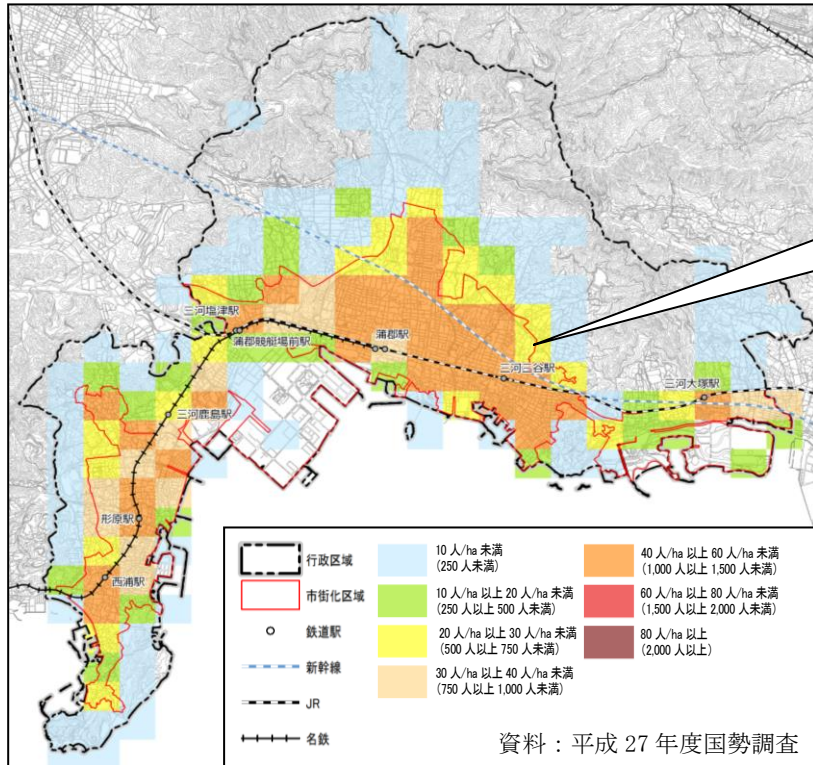 三河塩津駅
蒲郡競艇場前駅
蒲郡駅
三河三谷駅
三河大塚駅
三河鹿島駅
形原駅
西浦駅
行政区域
市街化区域
鉄道駅
新幹線
JR
名鉄
10 人/ha 未満
(250 人未満)
10 人/ha 以上 20 人/ha 未満
(250 人以上 500 人未満)
20 人/ha 以上 30 人/ha 未満
(500 人以上 750 人未満)
30 人/ha 以上 40 人/ha 未満
(750 人以上 1,000 人未満)
40 人/ha 以上 60 人/ha 未満
(1,000 人以上 1,500 人未満)
60 人/ha 以上 80 人/ha 未満
(1,500 人以上 2,000 人未満)
80 人/ha 以上
(2,000 人以上)
資料：平成 27 年度国勢調査